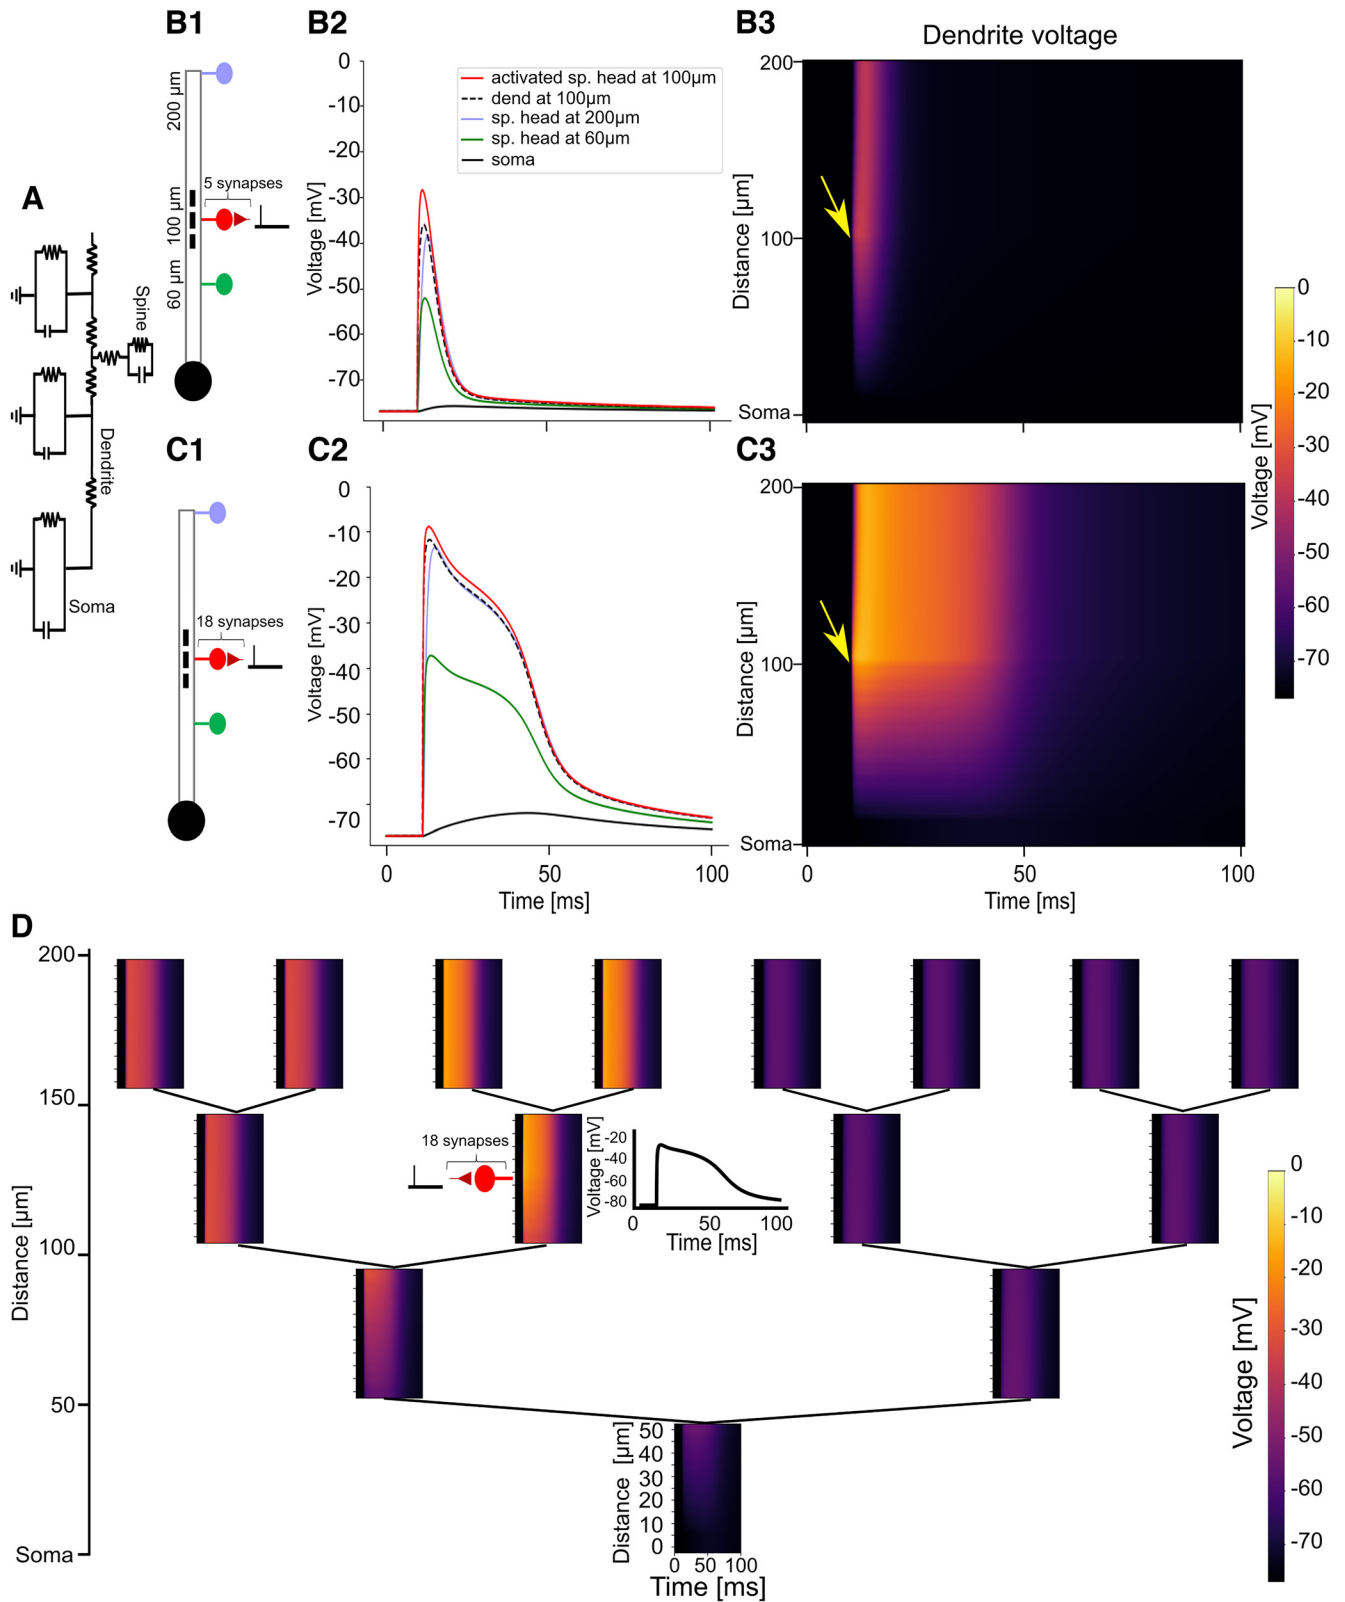 A
Spine
Dendrite
Soma
B1
200 μm
100 μm
60 μm
5 synapses
B2
0
-10
-20
-30
-40
-50
-60
-70
Voltage [mV]
activated sp. head at 100μm
dend at 100μm
sp. head at 200μm
sp. head at 60μm
soma
B3
Dendrite voltage
200
100
Soma
Distance [μm]
0
-10
-20
-30
-40
-50
-60
-70
Voltage [mV]
C1
18 synapses
C2
0
-10
-20
-30
-40
-50
-60
-70
Voltage [mV]
0 50 100
Time [ms]
C3
200
100
Soma
Distance [μm]
0 50 100
Time [ms]
D
200
150
100
50
Soma
Distance [μm]
18 synapses
Voltage [mV]
-20
-40
-60
-80
0 50 100
Time [ms]
Distance [μm]
50
40
30
20
10
0
0 50 100
Time [ms]
0
-10
-20
-30
-40
-50
-60
-70
Voltage [mV]